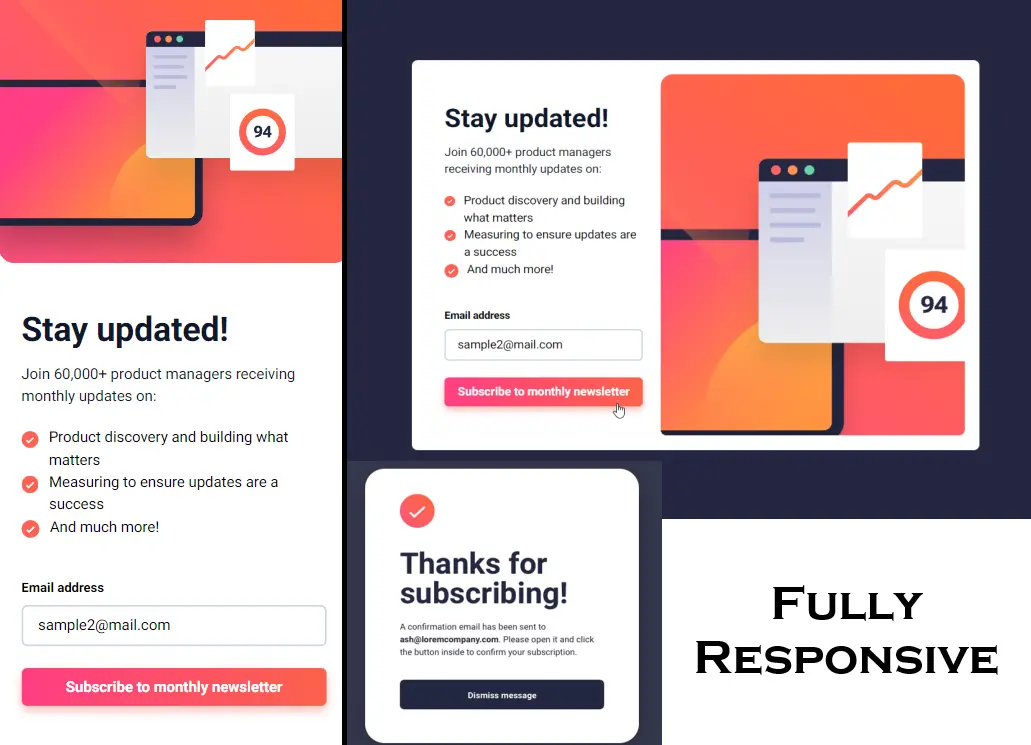 94
Stay updated!
Join 60,000+ product managers receiving
monthly updates on:
Product discovery and building what
matters
Measuring to ensure updates are a
success
And much more!
Email address
sample2@mail.com
Subscribe to monthly newsletter
Stay updated!
Join 60,000+ product managers
receiving monthly updates on:
Product discovery and building
what matters
Measuring to ensure updates are
a success
And much more!
Email address
sample2@mail.com
Subscribe to monthly newsletter
94
Thanks for
subscribing!
A confirmation email has been sent to
ash@loremcompany.com. Please open it and click
the button inside to confirm your subscription.
Dismiss message
Fully
Responsive